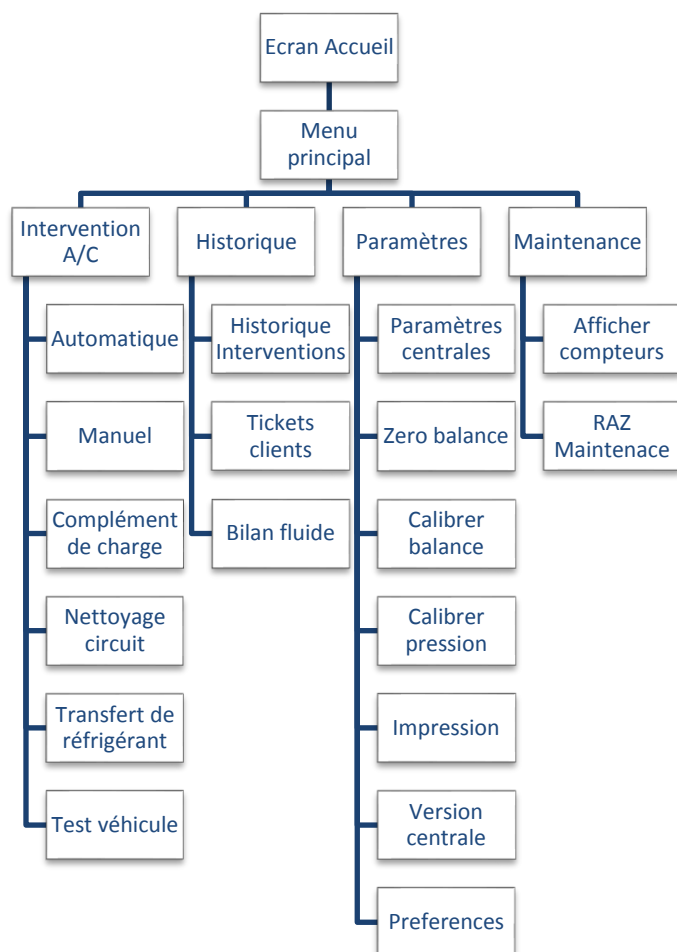 Ecran Accueil
Menu
principal
Intervention
A/C
Historique
Paramètres
Maintenance
Automatique
Manuel
Complément
de charge
Nettoyage
circuit
Transfert de
réfrigérant
Test véhicule
Historique
Interventions
Tickets
clients
Bilan fluide
Paramètres
centrales
Zero balance
Calibrer
balance
Calibrer
pression
Impression
Version
centrale
Preferences
Afficher
compteurs
RAZ
Maintenace